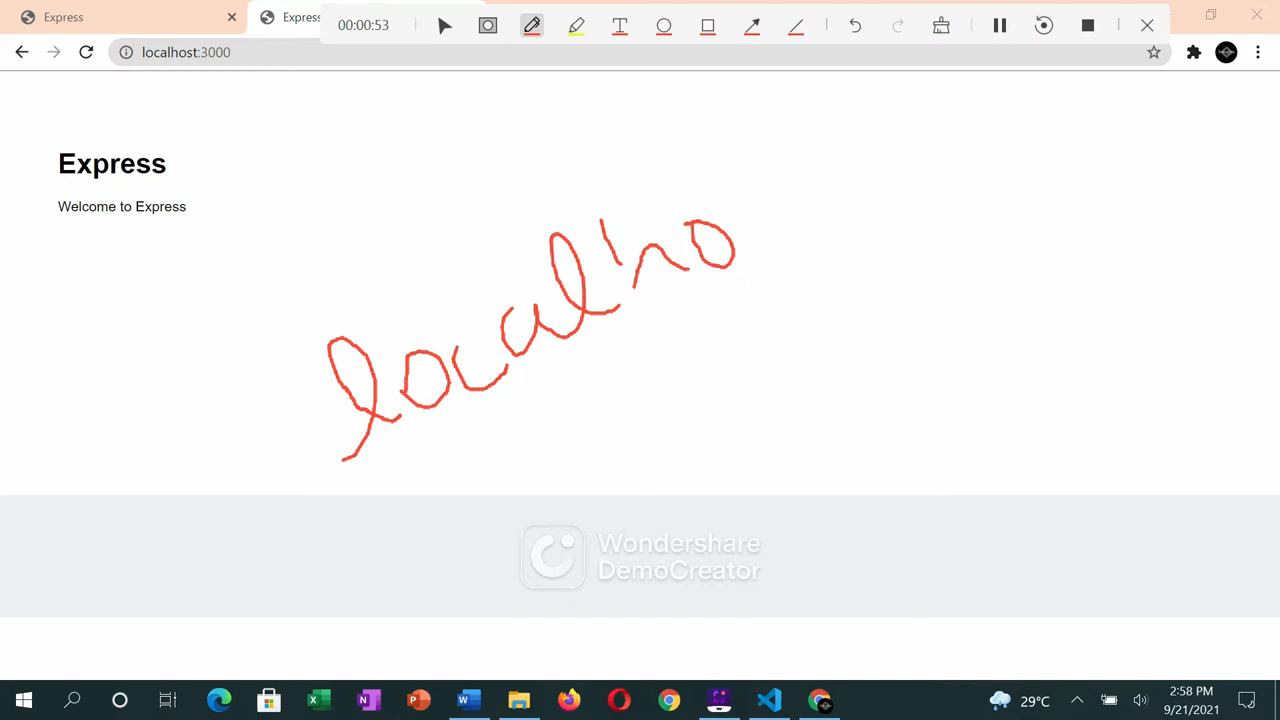 Express
Express
00:00:53
T
localhost:3000
Express
Welcome to Express
localho
Wondershare
DemoCreator
29°C
2:58 PM
9/21/2021